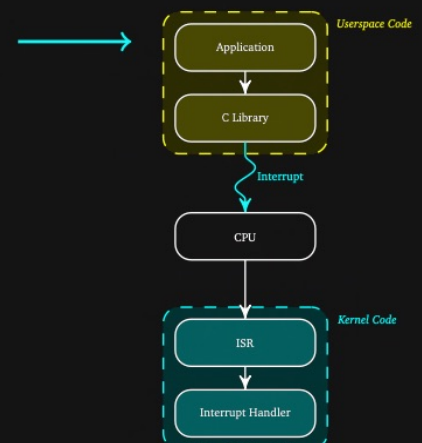 Userspace Code
Application
C Library
Interrupt
CPU
Kernel Code
ISR
Interrupt Handler